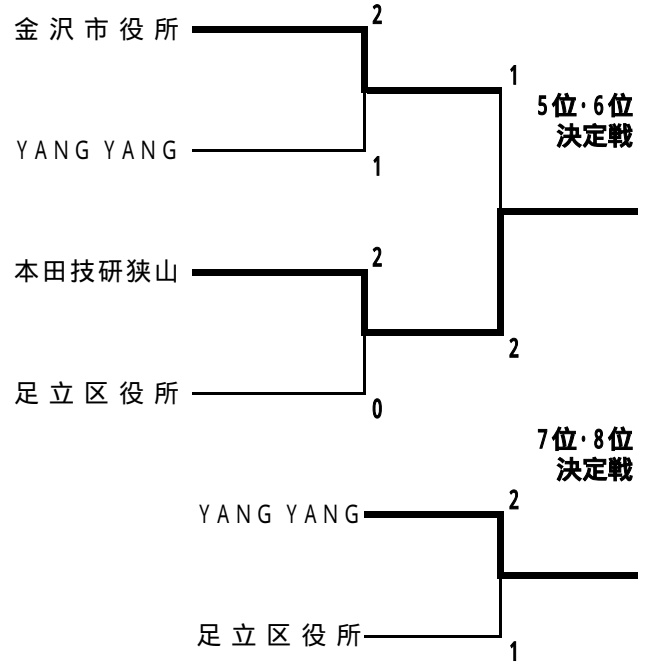 金沢市役所
2
1
5位·6位
決定戦
YANG YANG
1
本田技研狭山
2
2
足立区役所
0
7位·8位
決定戦
YANG YANG
2
足立区役所
1